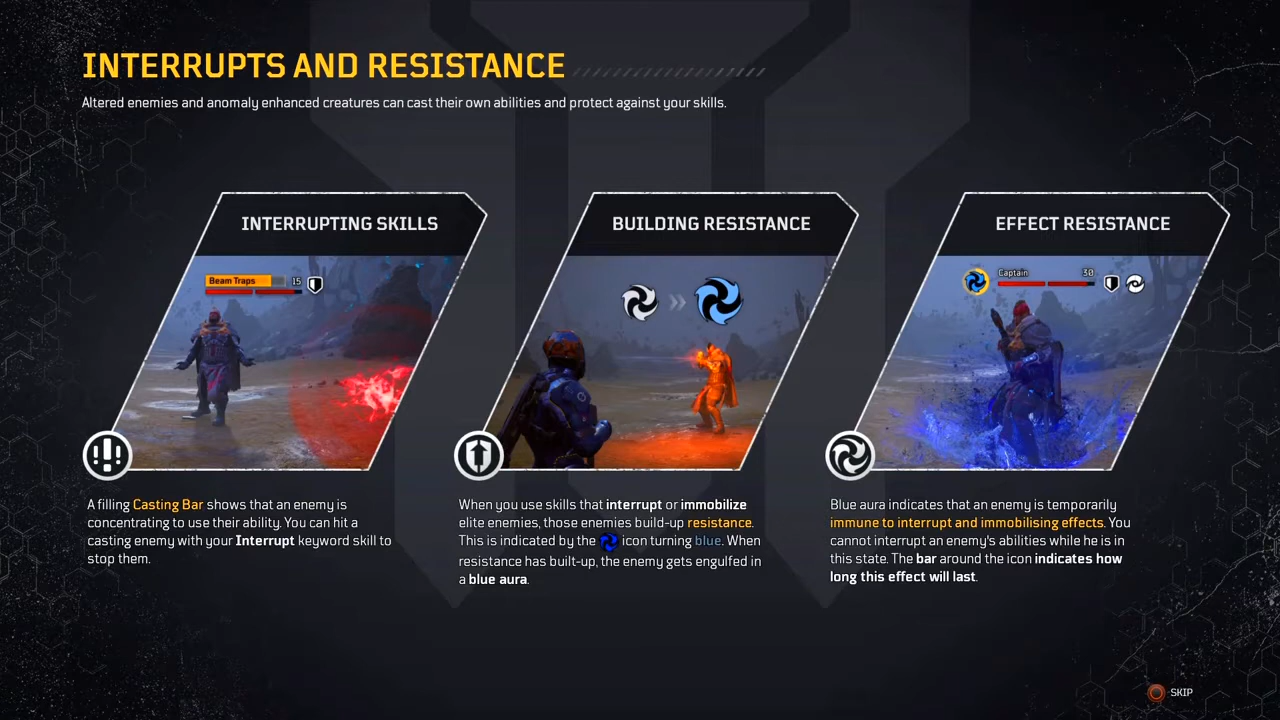 INTERRUPTS AND RESISTANCE
Altered enemies and anomaly enhanced creatures can cast their own abilities and protect against your skills.
INTERRUPTING SKILLS
Beam Traps 15
A filling Casting Bar shows that an enemy is
concentrating to use their ability. You can hit a
casting enemy with your Interrupt keyword skill to
stop them.
BUILDING RESISTANCE
When you use skills that interrupt or immobilize
elite enemies, those enemies build-up resistance.
This is indicated by the icon turning blue. When
resistance has built-up, the enemy gets engulfed in
a blue aura.
EFFECT RESISTANCE
Captain 30
Blue aura indicates that an enemy is temporarily
immune to interrupt and immobilising effects. You
cannot interrupt an enemy's abilities while he is in
this state. The bar around the icon indicates how
long this effect will last.
SKIP